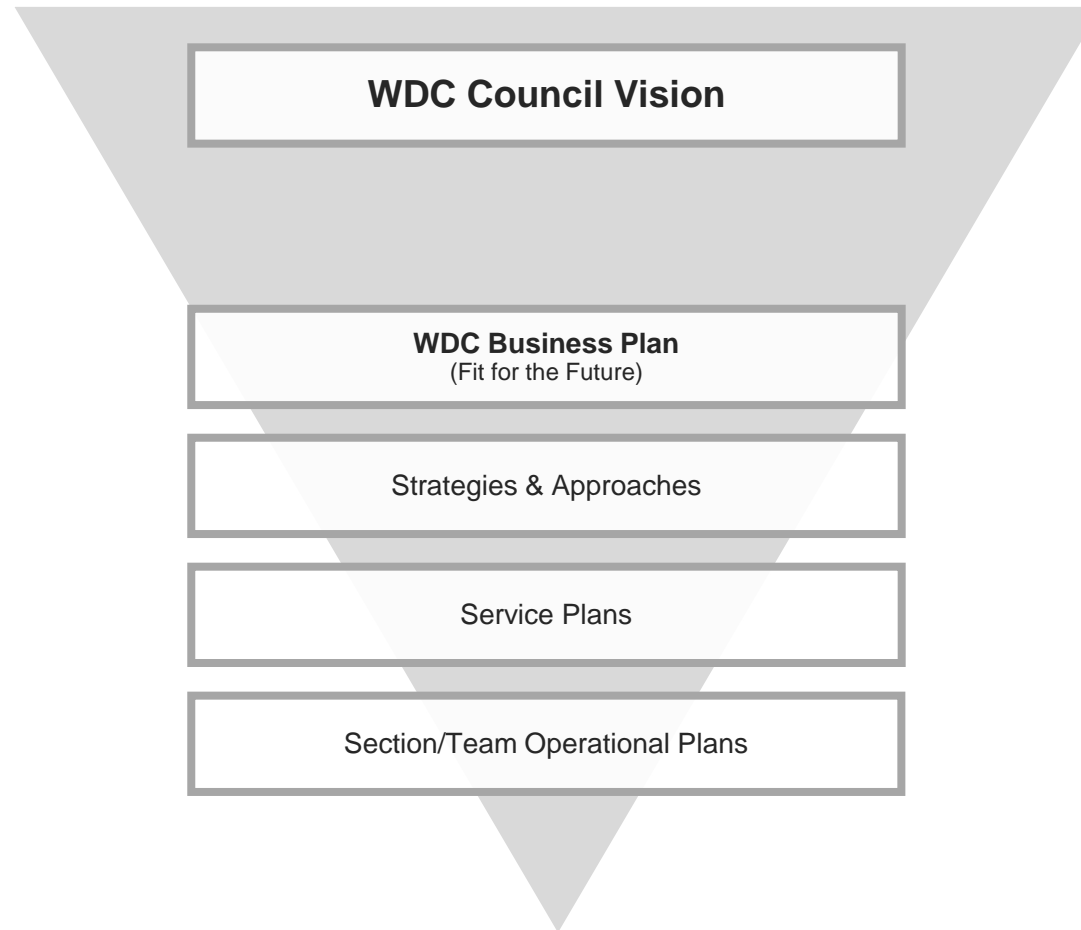 WDC Council Vision
WDC Business Plan
(Fit for the Future)
Strategies & Approaches
Service Plans
Section/Team Operational Plans